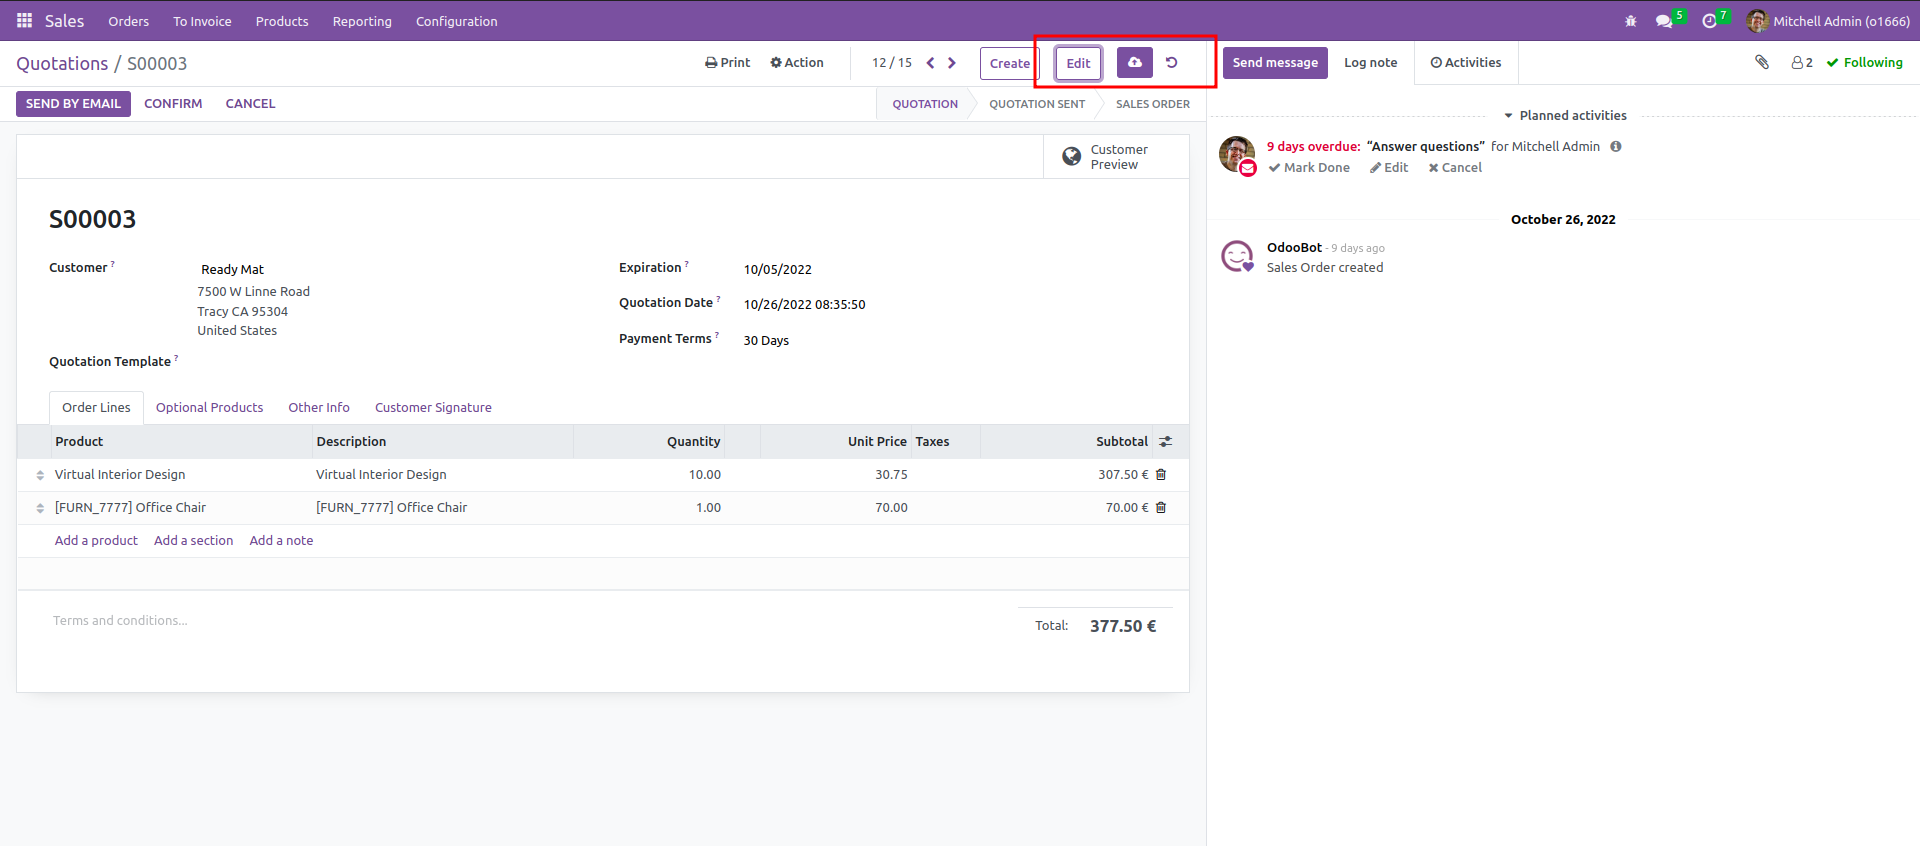 Sales Orders To Invoice Products Reporting Configuration 5 7 Mitchell Admin (o1666)
Quotations / S00003 Print Action 12 / 15 Create Edit Send message Log note Activities 2 Following
SEND BY EMAIL CONFIRM CANCEL QUOTATION QUOTATION SENT SALES ORDER
Customer
Preview
S00003
Customer ? Ready Mat
7500 W Linne Road
Tracy CA 95304
United States
Quotation Template ?
Expiration ? 10/05/2022
Quotation Date ? 10/26/2022 08:35:50
Payment Terms ? 30 Days
Order Lines Optional Products Other Info Customer Signature
Product Description Quantity Unit Price Taxes Subtotal
Virtual Interior Design Virtual Interior Design 10.00 30.75 307.50 €
[FURN_7777] Office Chair [FURN_7777] Office Chair 1.00 70.00 70.00 €
Add a product Add a section Add a note
Terms and conditions...
Total: 377.50 €
Planned activities
9 days overdue: “Answer questions” for Mitchell Admin
Mark Done Edit Cancel
October 26, 2022
OdooBot - 9 days ago
Sales Order created